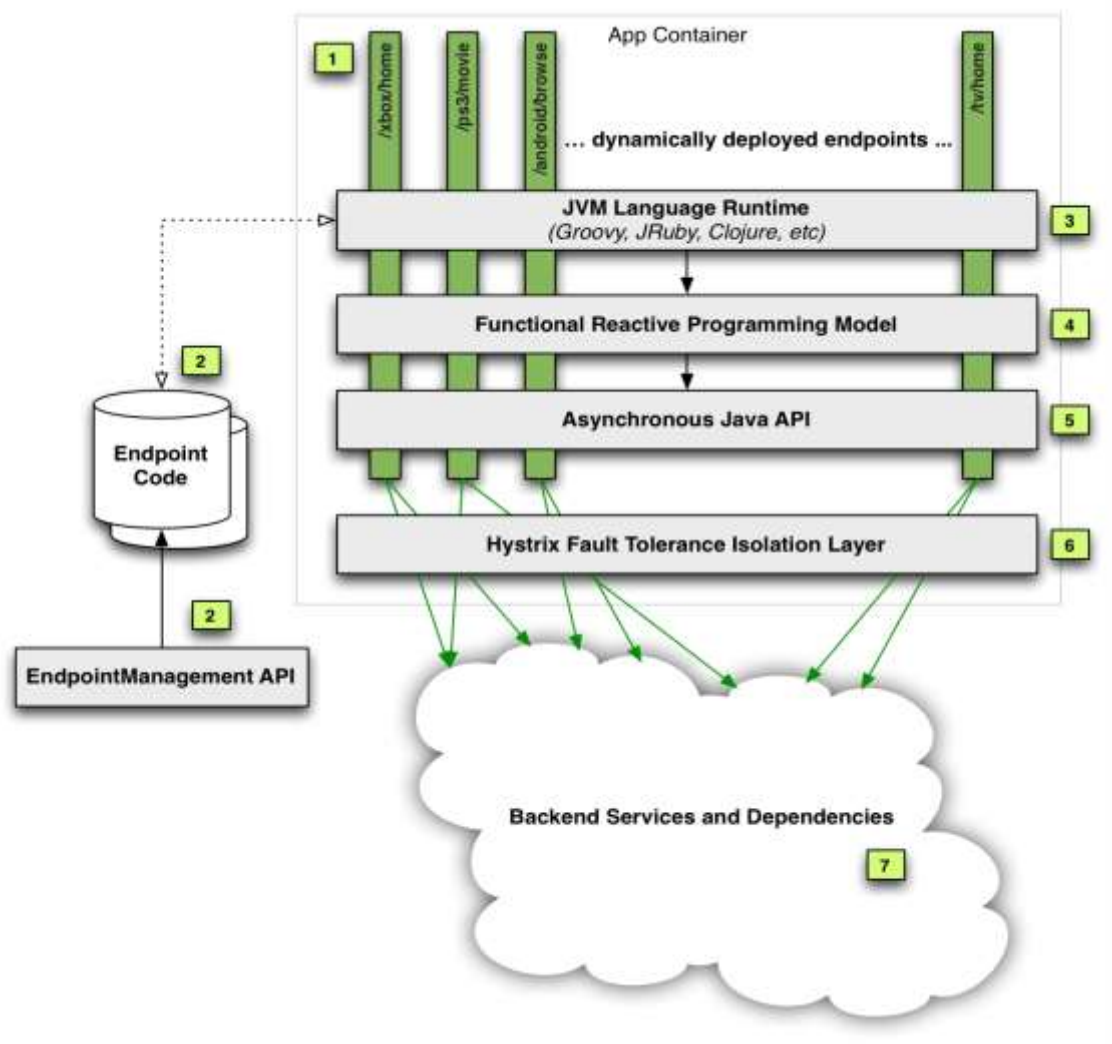 App Container
1
/xbox/home
/ps3/movie
/android/browse
/tv/home
... dynamically deployed endpoints ...
JVM Language Runtime
(Groovy, JRuby, Clojure, etc)
3
Functional Reactive Programming Model
4
2
Asynchronous Java API
5
Endpoint
Code
Hystrix Fault Tolerance Isolation Layer
6
2
EndpointManagement API
Backend Services and Dependencies
7